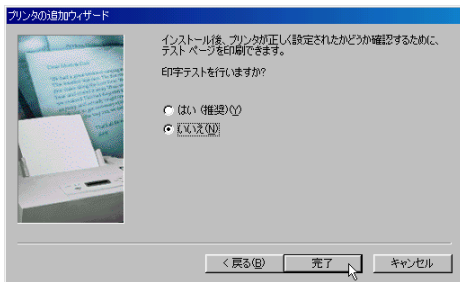 プリンタの追加ウィザード
インストール後、プリンタが正しく設定されたかどうか確認するために、
テスト ページを印刷できます。
印字テストを行いますか?
はい (推奨)(Y)
いいえ(N)
< 戻る(B)
完了
キャンセル